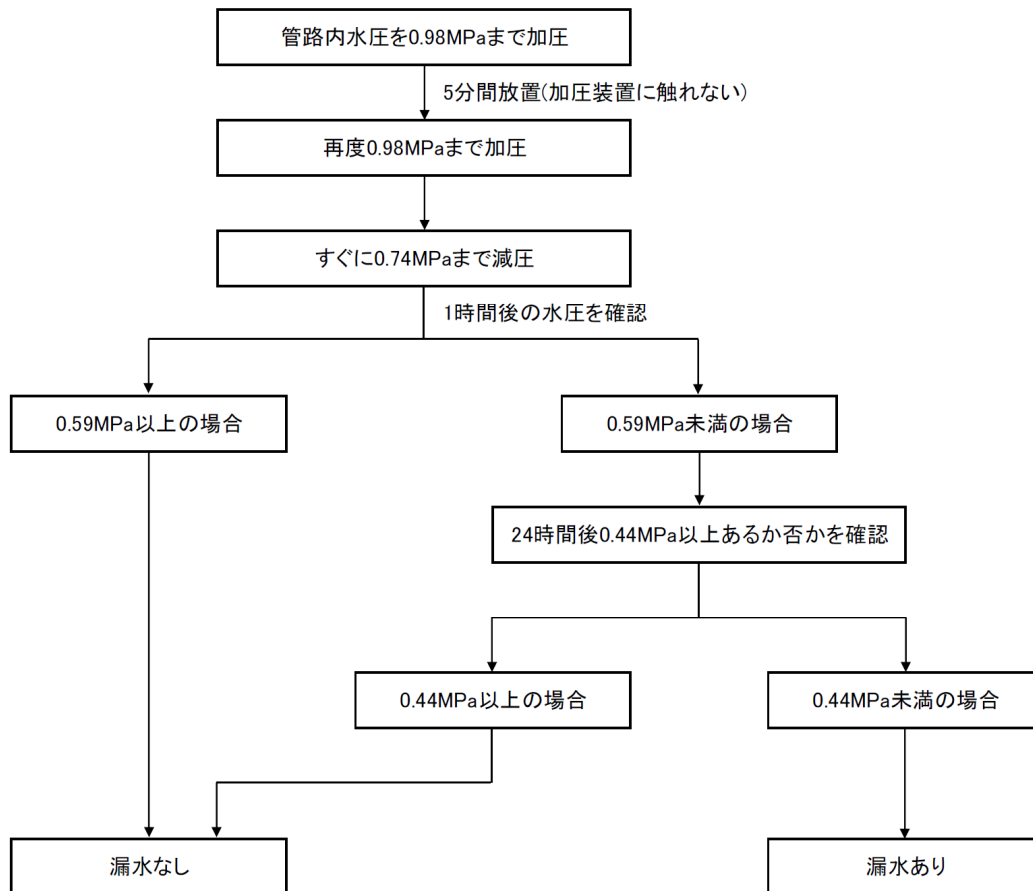 管路内水圧を0.98MPaまで加圧
5分間放置(加圧装置に触れない)
再度0.98MPaまで加圧
すぐに0.74MPaまで減圧
1時間後の水圧を確認
0.59MPa以上の場合
0.59MPa未満の場合
24時間後0.44MPa以上あるか否かを確認
0.44MPa以上の場合
0.44MPa未満の場合
漏水なし
漏水あり